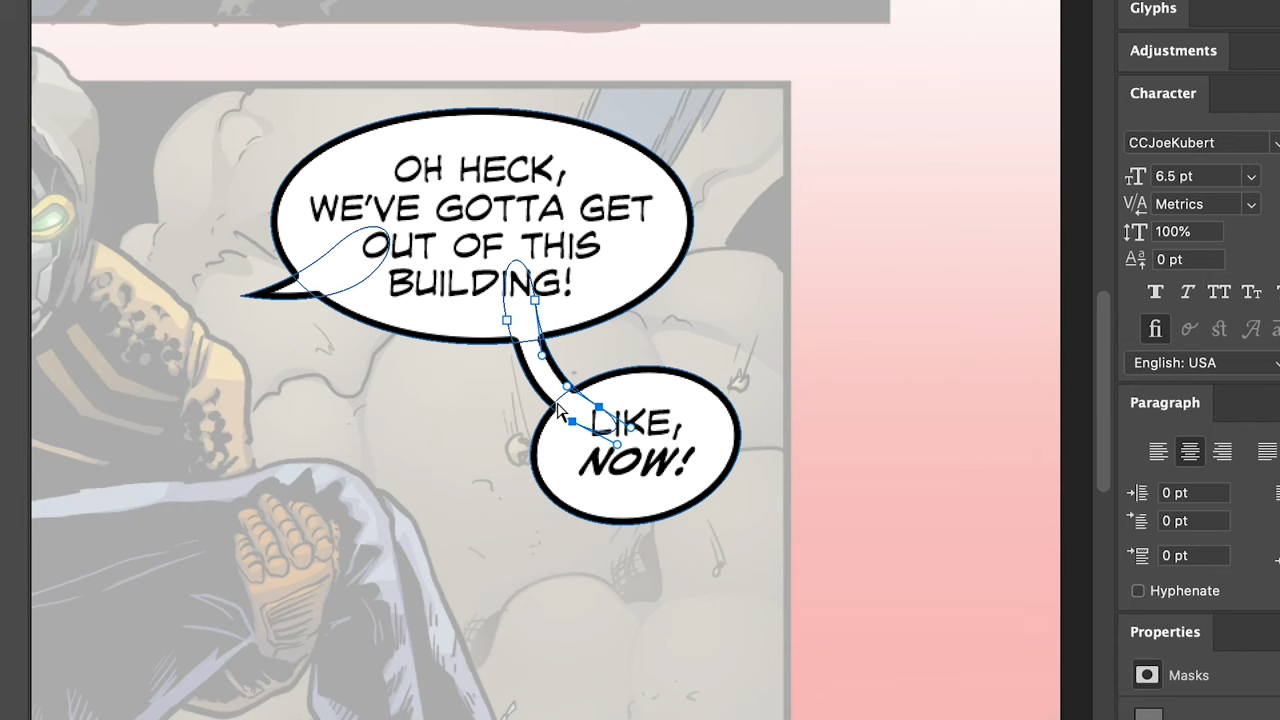 OH HECK,
WE'VE GOTTA GET
OUT OF THIS
BUILDING!
LIKE,
NOW!
Glyphs
Adjustments
Character
CCJoeKubert
6.5 pt
Metrics
100%
0 pt
English: USA
Paragraph
0 pt
0 pt
0 pt
Hyphenate
Properties
Masks